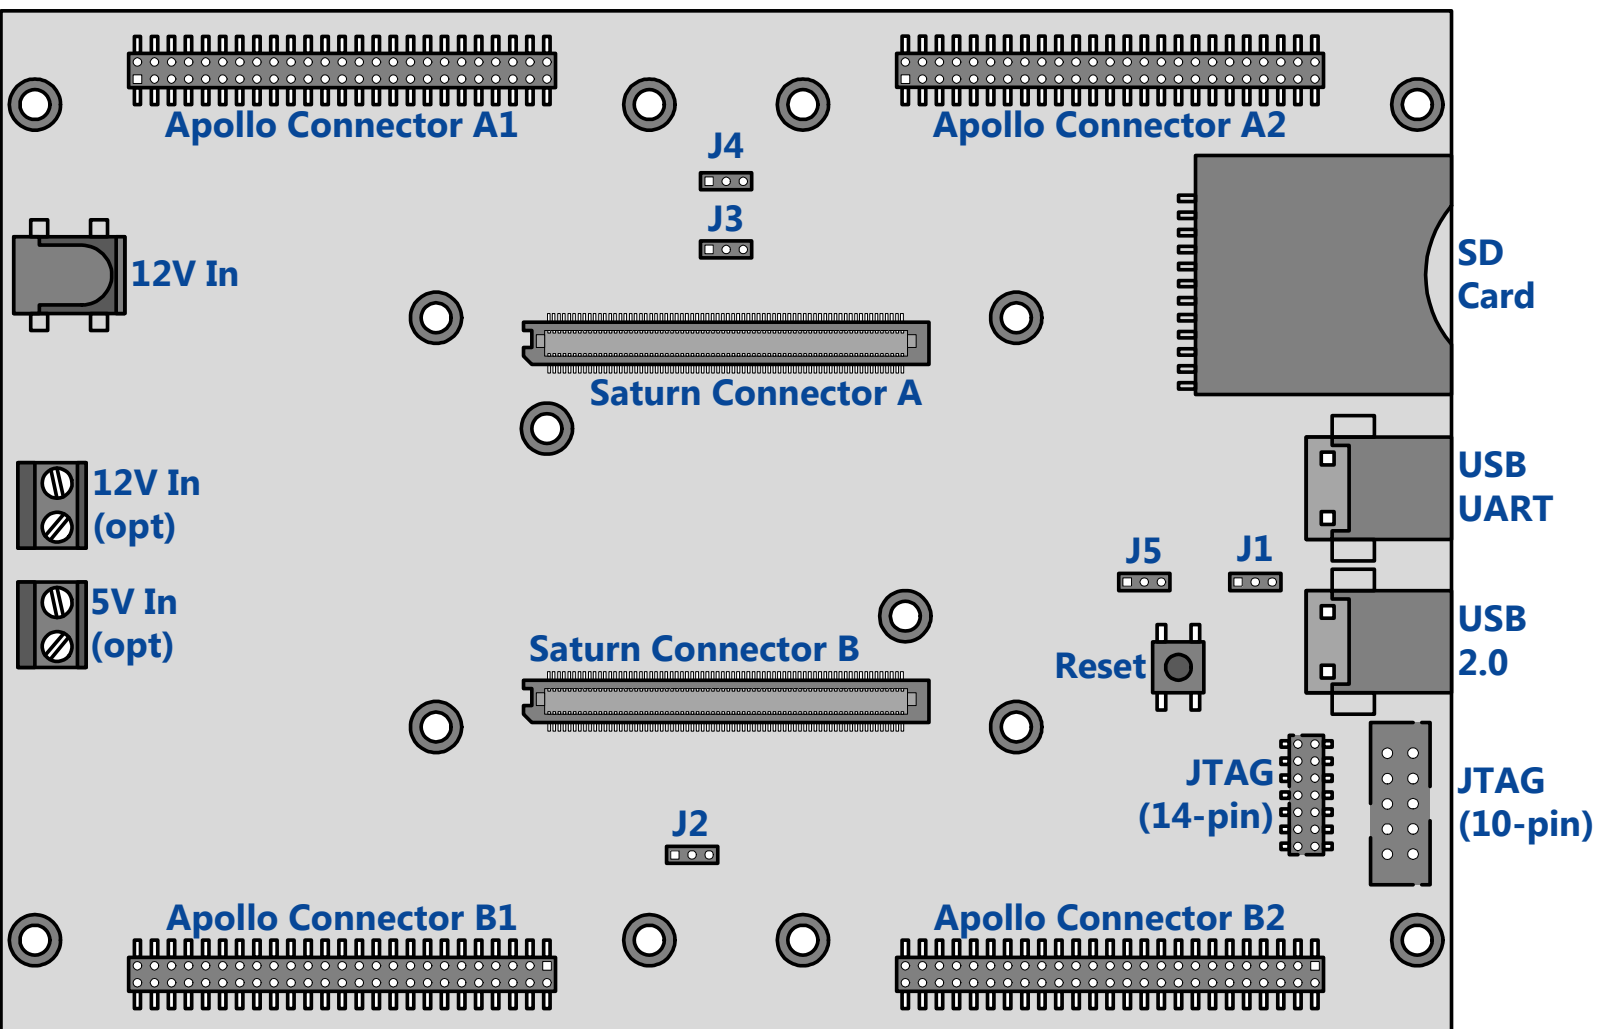 Apollo Connector A1
Apollo Connector A2
J4
J3
12V In
SD
Card
Saturn Connector A
12V In
(opt)
USB
UART
J5
J1
5V In
(opt)
USB
2.0
Saturn Connector B
Reset
JTAG
(14-pin)
JTAG
(10-pin)
J2
Apollo Connector B1
Apollo Connector B2